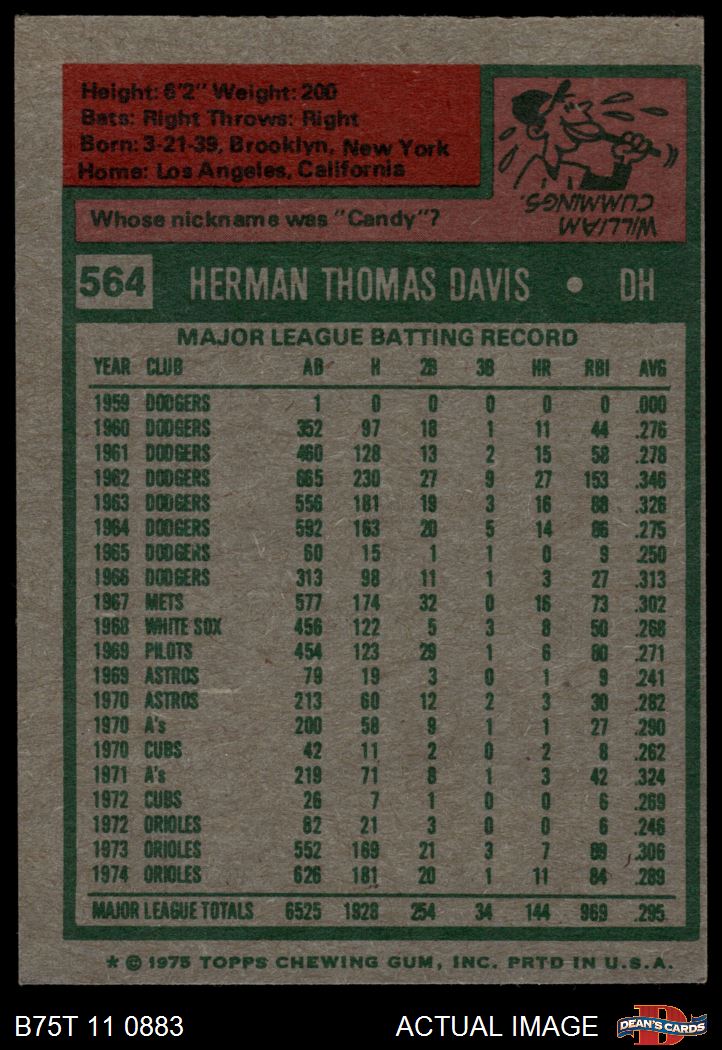 Height: 6'2" Weight: 200
Bats: Right Throws: Right
Born: 3-21-39, Brooklyn, New York
Home: Los Angeles, California
Whose nickname was "Candy"?
WILLIAM
CUMMINGS.
564 HERMAN THOMAS DAVIS • DH
MAJOR LEAGUE BATTING RECORD
YEAR CLUB AB H 2B 3B HR RBI AVG
1959 DODGERS 1 0 0 0 0 0 .000
1960 DODGERS 352 97 18 1 11 44 .276
1961 DODGERS 460 128 13 2 15 58 .278
1962 DODGERS 665 230 27 9 27 153 .346
1963 DODGERS 556 181 19 3 16 88 .326
1964 DODGERS 592 163 20 5 14 86 .275
1965 DODGERS 60 15 1 1 0 9 .250
1966 DODGERS 313 98 11 1 3 27 .313
1967 METS 577 174 32 0 16 73 .302
1968 WHITE SOX 456 122 5 3 8 50 .268
1969 PILOTS 454 123 29 1 6 80 .271
1969 ASTROS 79 19 3 0 1 9 .241
1970 ASTROS 213 60 12 2 3 30 .282
1970 A's 200 58 9 1 1 27 .290
1970 CUBS 42 11 2 0 2 8 .262
1971 A's 219 71 8 1 3 42 .324
1972 CUBS 26 7 1 0 0 6 .269
1972 ORIOLES 82 21 3 0 0 6 .246
1973 ORIOLES 552 169 21 3 7 89 .306
1974 ORIOLES 626 181 20 1 11 84 .289
MAJOR LEAGUE TOTALS 6525 1928 254 34 144 969 .295
* © 1975 TOPPS CHEWING GUM, INC. PRTD IN U.S.A.
B75T 11 0883 ACTUAL IMAGE DEAN'S CARDS